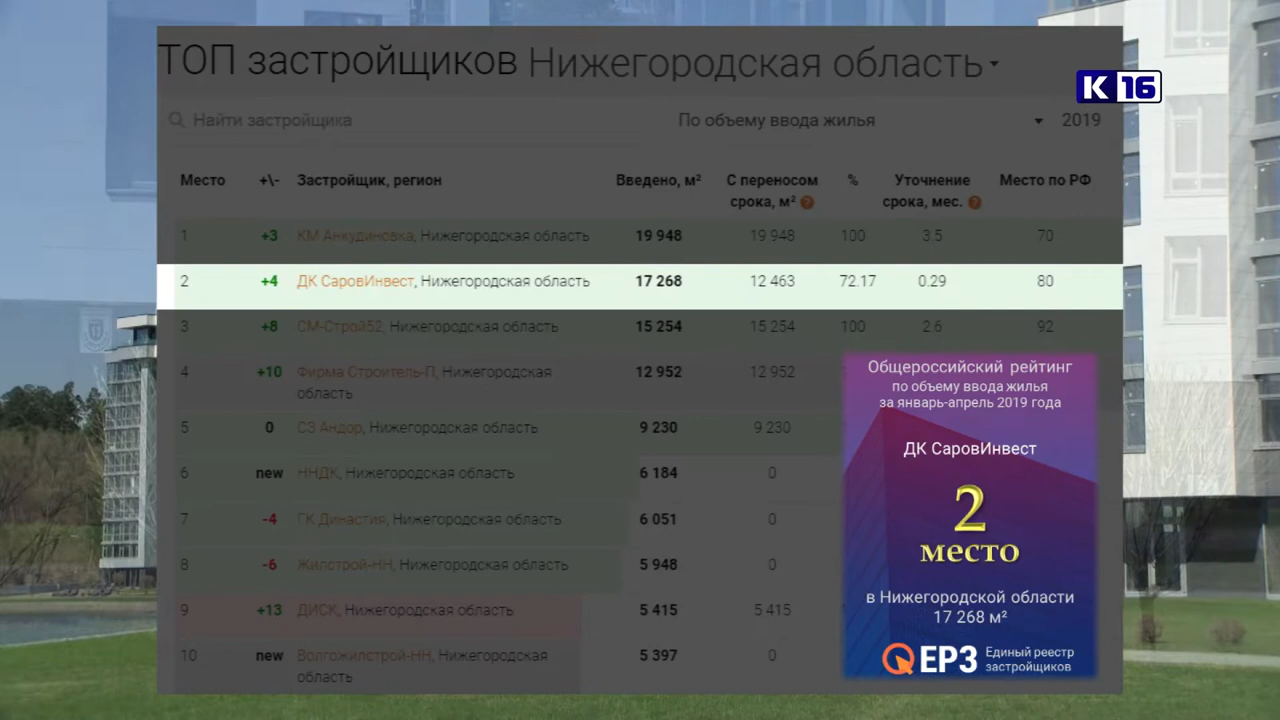 ТОП застройщиков Нижегородская область
К 16
Найти застройщика По объему ввода жилья 2019
Место +\- Застройщик, регион Введено, м² С переносом срока, м² ? % Уточнение срока, мес. ? Место по РФ
1 +3 КМ Анкудиновка, Нижегородская область 19 948 19 948 100 3.5 70
2 +4 ДК СаровИнвест, Нижегородская область 17 268 12 463 72.17 0.29 80
3 +8 СМ-Строй52, Нижегородская область 15 254 15 254 100 2.6 92
4 +10 Фирма Строитель-П, Нижегородская область 12 952 12 952
5 0 СЗ Андор, Нижегородская область 9 230 9 230
6 new ННДК, Нижегородская область 6 184 0
7 -4 ГК Династия, Нижегородская область 6 051 0
8 -6 Жилстрой-НН, Нижегородская область 5 948 0
9 +13 ДИСК, Нижегородская область 5 415 5 415
10 new Волгожилстрой-НН, Нижегородская область 5 397 0
Общероссийский рейтинг
по объему ввода жилья
за январь-апрель 2019 года
ДК СаровИнвест
2
место
в Нижегородской области
17 268 м²
ЕРЗ Единый реестр
застройщиков